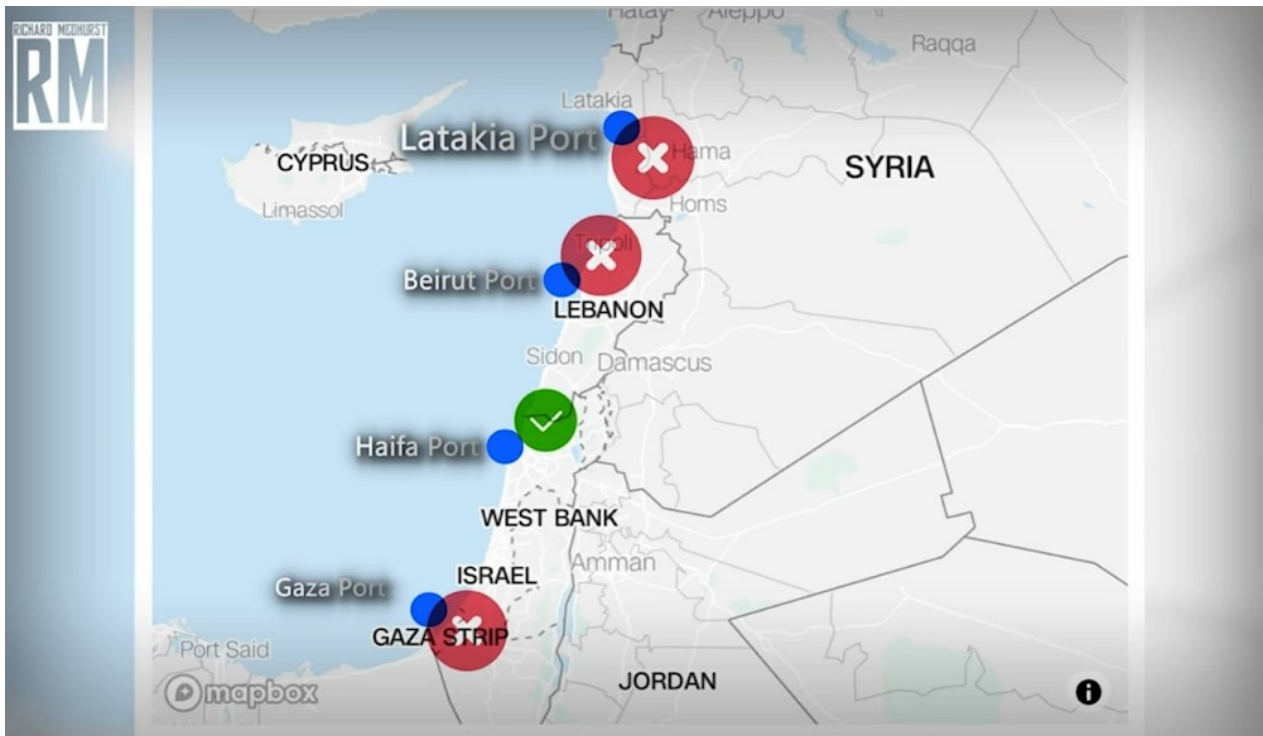 RICHARD MEDHURST
RM
Hatay
Aleppo
Raqqa
Latakia
Latakia Port
Hama
CYPRUS
SYRIA
Limassol
Homs
Tripoli
Beirut Port
LEBANON
Sidon
Damascus
Haifa Port
WEST BANK
Amman
ISRAEL
Gaza Port
GAZA STRIP
Port Said
JORDAN
mapbox
i